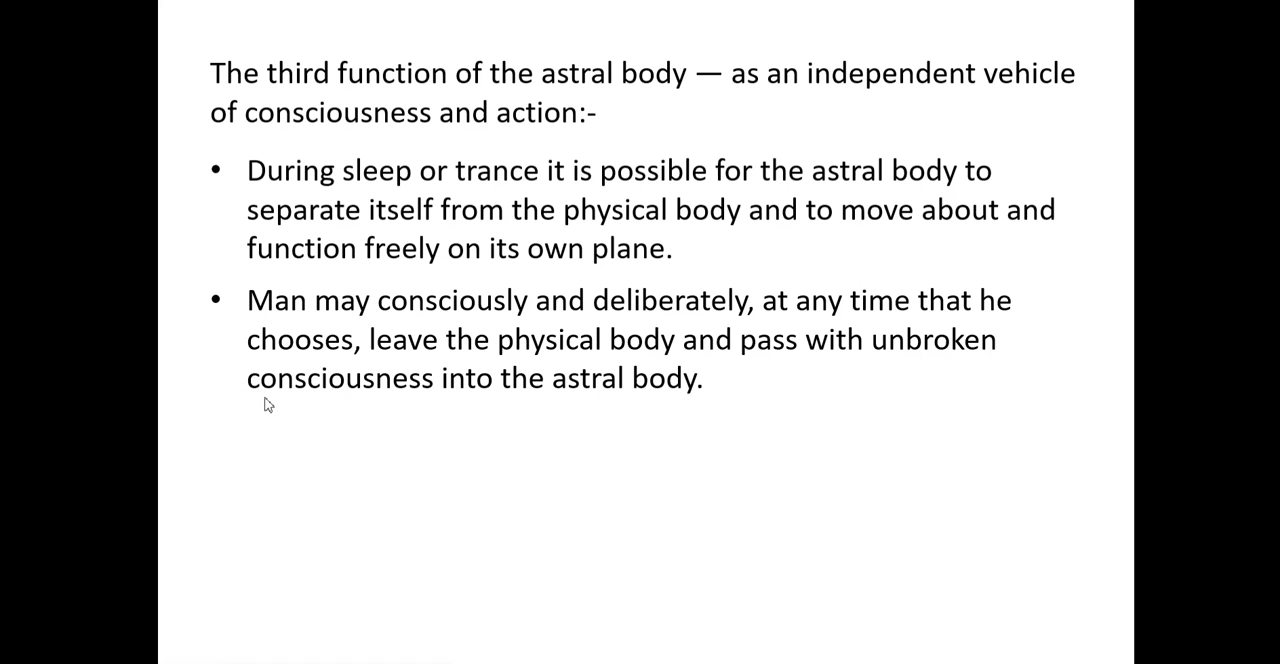 The third function of the astral body — as an independent vehicle
of consciousness and action:-
• During sleep or trance it is possible for the astral body to
separate itself from the physical body and to move about and
function freely on its own plane.
• Man may consciously and deliberately, at any time that he
chooses, leave the physical body and pass with unbroken
consciousness into the astral body.